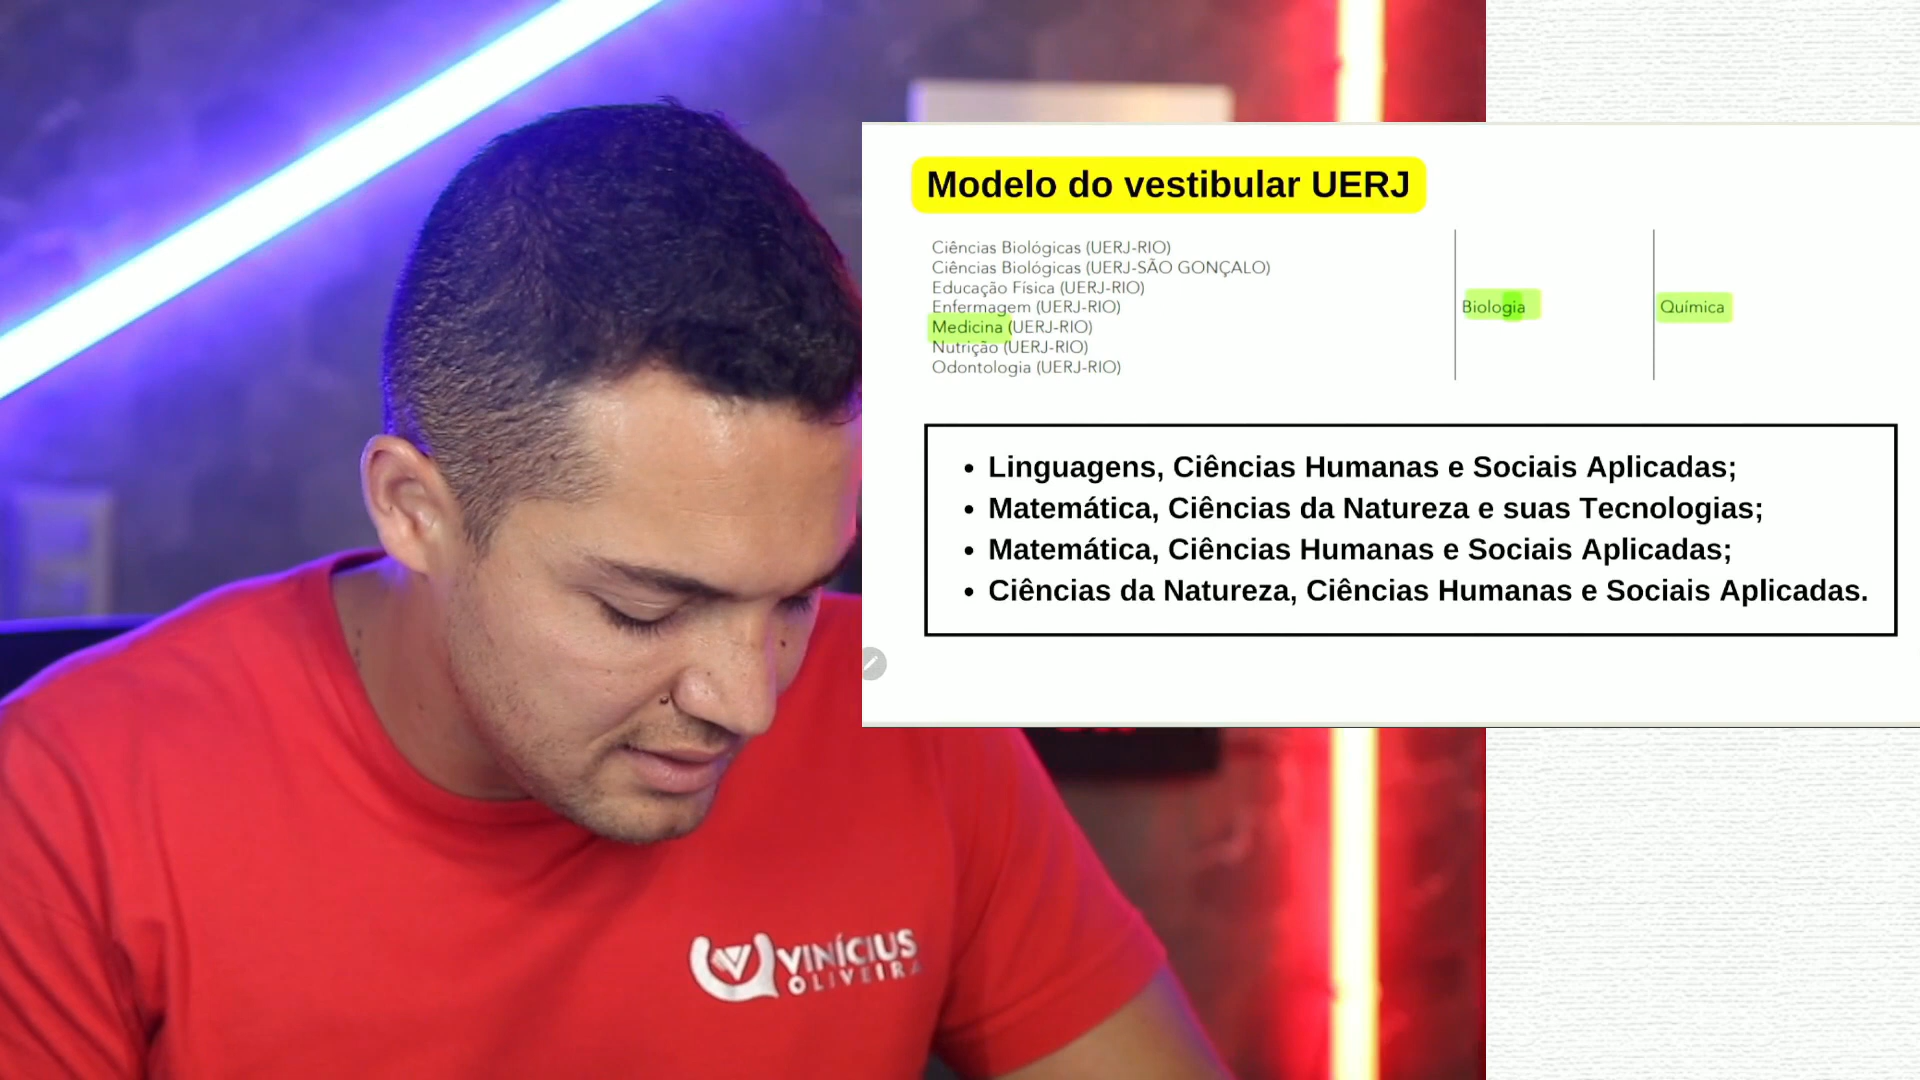 Modelo do vestibular UERJ
Ciências Biológicas (UERJ-RIO)
Ciências Biológicas (UERJ-SÃO GONÇALO)
Educação Física (UERJ-RIO)
Enfermagem (UERJ-RIO)
Medicina (UERJ-RIO)
Nutrição (UERJ-RIO)
Odontologia (UERJ-RIO)
Biologia
Química
• Linguagens, Ciências Humanas e Sociais Aplicadas;
• Matemática, Ciências da Natureza e suas Tecnologias;
• Matemática, Ciências Humanas e Sociais Aplicadas;
• Ciências da Natureza, Ciências Humanas e Sociais Aplicadas.
VINÍCIUS
OLIVEIRA